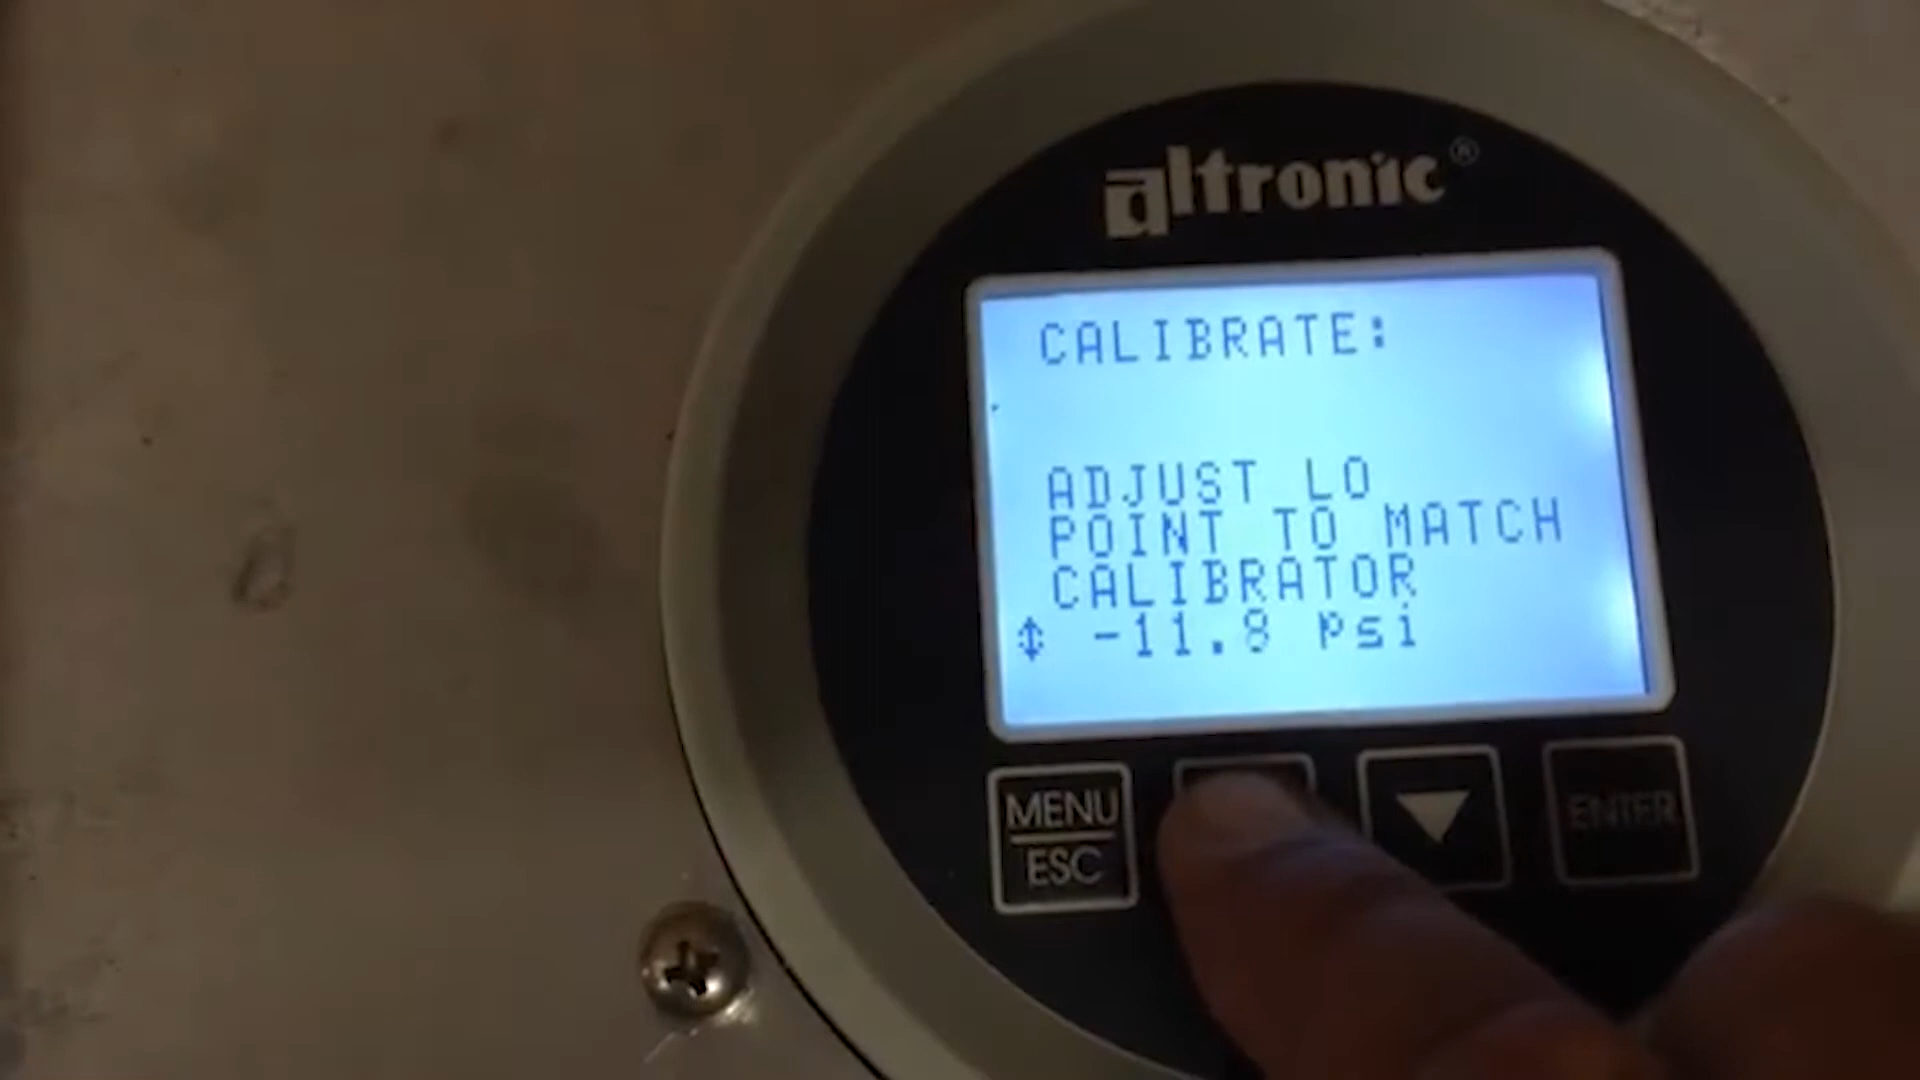 altronic®
CALIBRATE:
ADJUST LO
POINT TO MATCH
CALIBRATOR
↕ -11.8 psi
MENU
ESC
ENTER